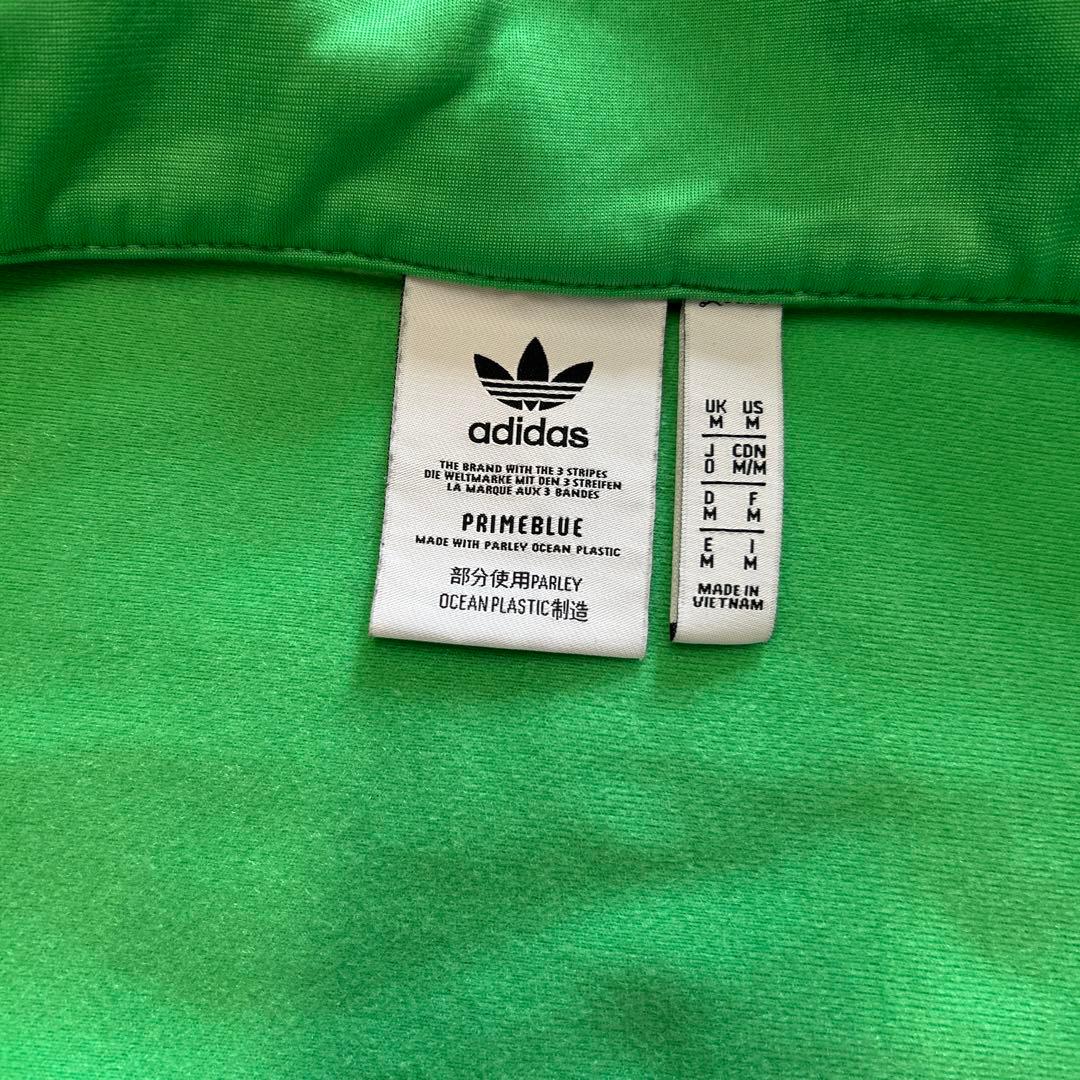 adidas
THE BRAND WITH THE 3 STRIPES
DIE WELTMARKE MIT DEN 3 STREIFEN
LA MARQUE AUX 3 BANDES
PRIMEBLUE
MADE WITH PARLEY OCEAN PLASTIC
部分使用PARLEY
OCEAN PLASTIC制造
UK US
M M
J CDN
O M/M
D F
M M
E I
M M
MADE IN
VIETNAM